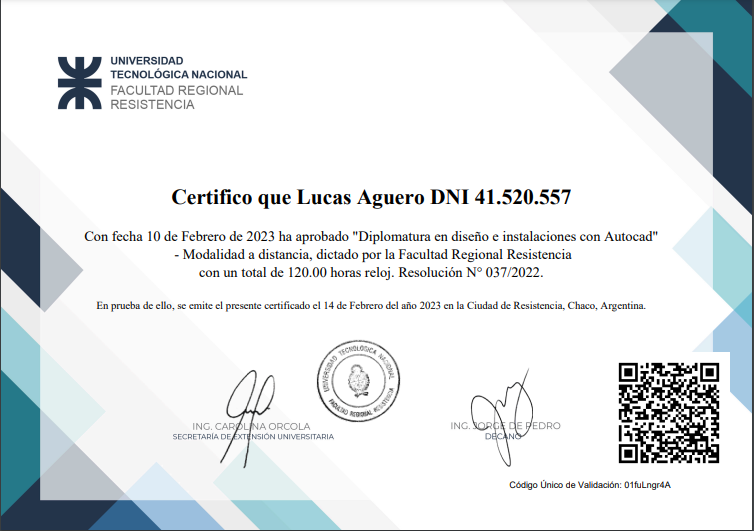 UNIVERSIDAD
TECNOLÓGICA NACIONAL
FACULTAD REGIONAL
RESISTENCIA
Certifico que Lucas Aguero DNI 41.520.557
Con fecha 10 de Febrero de 2023 ha aprobado "Diplomatura en diseño e instalaciones con Autocad"
- Modalidad a distancia, dictado por la Facultad Regional Resistencia
con un total de 120.00 horas reloj. Resolución N° 037/2022.
En prueba de ello, se emite el presente certificado el 14 de Febrero del año 2023 en la Ciudad de Resistencia, Chaco, Argentina.
UNIVERSIDAD TECNOLÓGICA NACIONAL
FACULTAD REGIONAL RESISTENCIA
ING. CAROLINA ORCOLA
SECRETARÍA DE EXTENSIÓN UNIVERSITARIA
ING. JORGE DE PEDRO
DECANO
Código Único de Validación: 01fuLngr4A